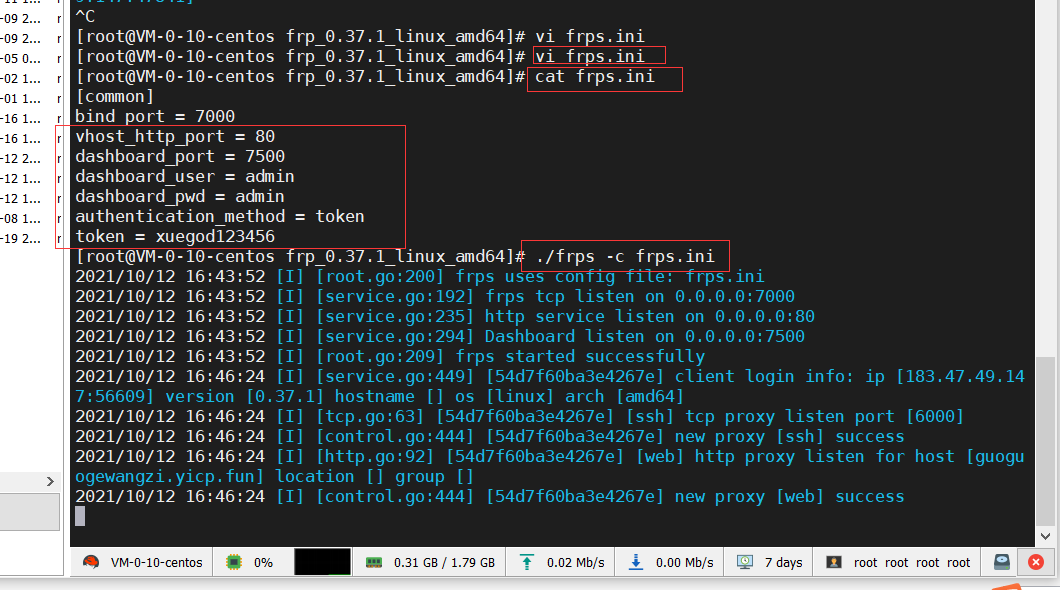 ^C
[root@VM-0-10-centos frp_0.37.1_linux_amd64]# vi frps.ini
[root@VM-0-10-centos frp_0.37.1_linux_amd64]# vi frps.ini
[root@VM-0-10-centos frp_0.37.1_linux_amd64]# cat frps.ini
[common]
bind_port = 7000
vhost_http_port = 80
dashboard_port = 7500
dashboard_user = admin
dashboard_pwd = admin
authentication_method = token
token = xuegod123456
[root@VM-0-10-centos frp_0.37.1_linux_amd64]# ./frps -c frps.ini
2021/10/12 16:43:52 [I] [root.go:200] frps uses config file: frps.ini
2021/10/12 16:43:52 [I] [service.go:192] frps tcp listen on 0.0.0.0:7000
2021/10/12 16:43:52 [I] [service.go:235] http service listen on 0.0.0.0:80
2021/10/12 16:43:52 [I] [service.go:294] Dashboard listen on 0.0.0.0:7500
2021/10/12 16:43:52 [I] [root.go:209] frps started successfully
2021/10/12 16:46:24 [I] [service.go:449] [54d7f60ba3e4267e] client login info: ip [183.47.49.14
7:56609] version [0.37.1] hostname [] os [linux] arch [amd64]
2021/10/12 16:46:24 [I] [tcp.go:63] [54d7f60ba3e4267e] [ssh] tcp proxy listen port [6000]
2021/10/12 16:46:24 [I] [control.go:444] [54d7f60ba3e4267e] new proxy [ssh] success
2021/10/12 16:46:24 [I] [http.go:92] [54d7f60ba3e4267e] [web] http proxy listen for host [guogu
ogewangzi.yicp.fun] location [] group []
2021/10/12 16:46:24 [I] [control.go:444] [54d7f60ba3e4267e] new proxy [web] success
-09 2... r
-09 2... r
-05 0... r
-02 1... r
-01 1... r
-16 1... r
-16 1... r
-12 2... r
-12 1... r
-12 1... r
-08 1... r
-19 2... r
VM-0-10-centos 0% 0.31 GB / 1.79 GB 0.02 Mb/s 0.00 Mb/s 7 days root root root root